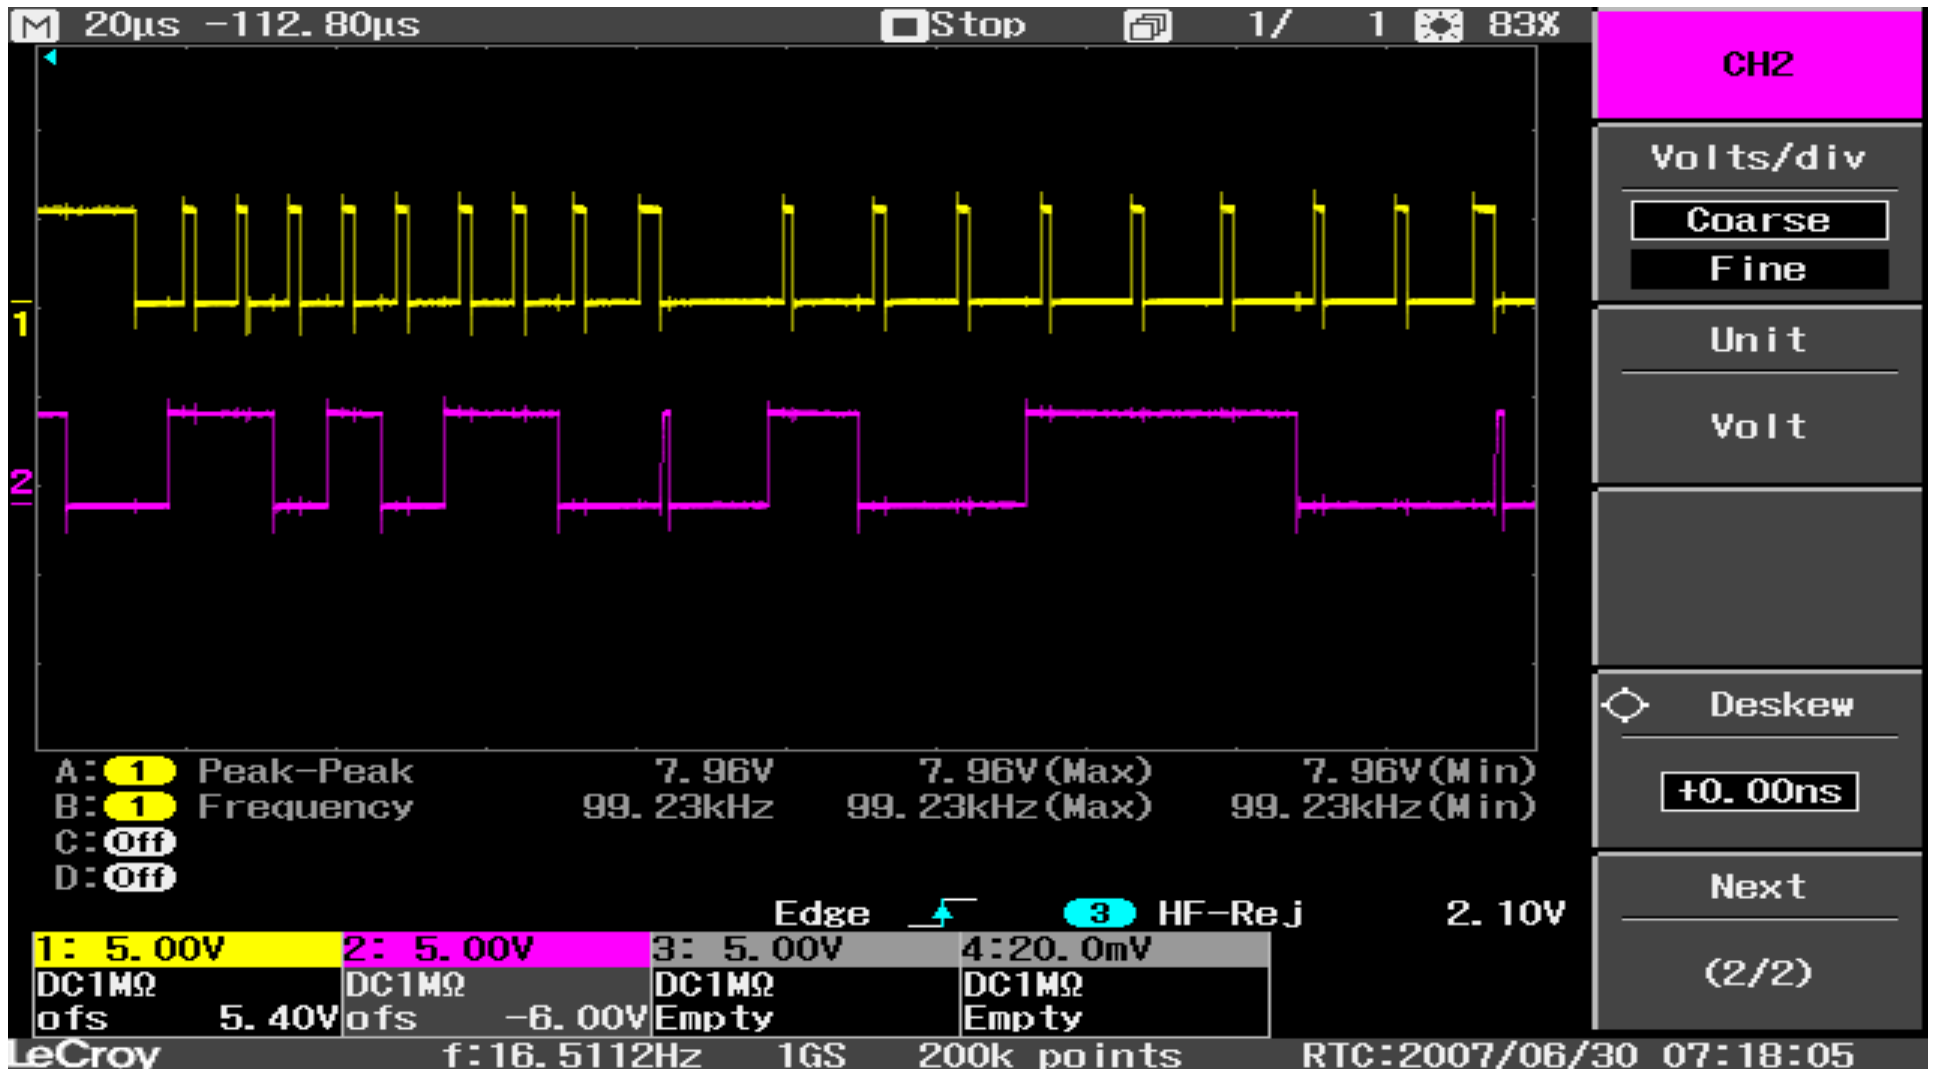 M 20µs -112.80µs Stop 1/ 1 83%
CH2
Volts/div
Coarse
Fine
1
Unit
Volt
2
Deskew
+0.00ns
A: 1 Peak-Peak 7.96V 7.96V(Max) 7.96V(Min)
B: 1 Frequency 99.23kHz 99.23kHz(Max) 99.23kHz(Min)
C: Off
D: Off
Next
(2/2)
Edge 3 HF-Rej 2.10V
1: 5.00V 2: 5.00V 3: 5.00V 4:20.0mV
DC1MΩ DC1MΩ DC1MΩ DC1MΩ
ofs 5.40V ofs -6.00V Empty Empty
LeCroy f:16.5112Hz 1GS 200k points RTC:2007/06/30 07:18:05